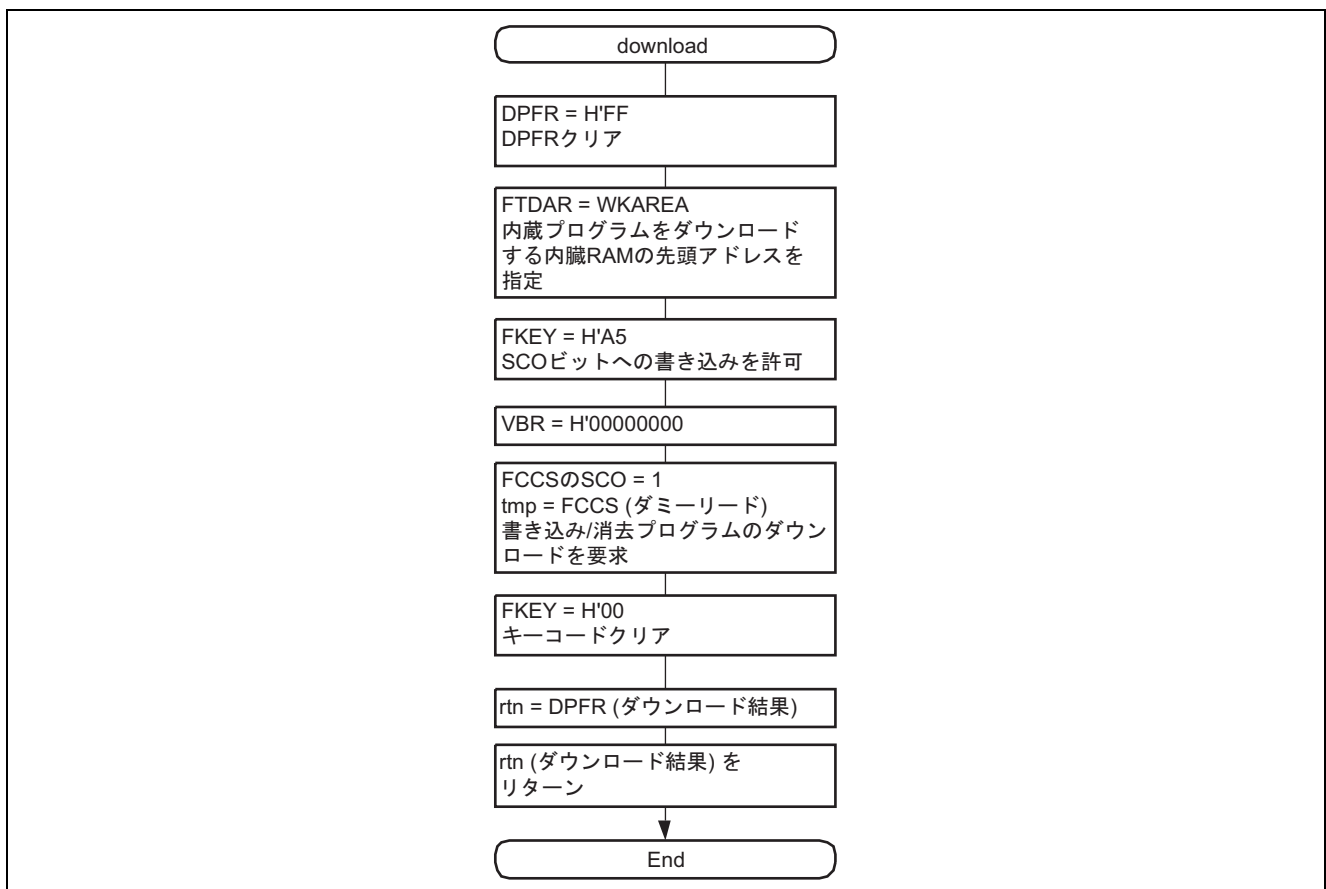 download
DPFR = H'FF
DPFRクリア
FTDAR = WKAREA
内蔵プログラムをダウンロード
する内臓RAMの先頭アドレスを
指定
FKEY = H'A5
SCOビットへの書き込みを許可
VBR = H'00000000
FCCSのSCO = 1
tmp = FCCS (ダミーリード)
書き込み/消去プログラムのダウン
ロードを要求
FKEY = H'00
キーコードクリア
rtn = DPFR (ダウンロード結果)
rtn (ダウンロード結果) を
リターン
End